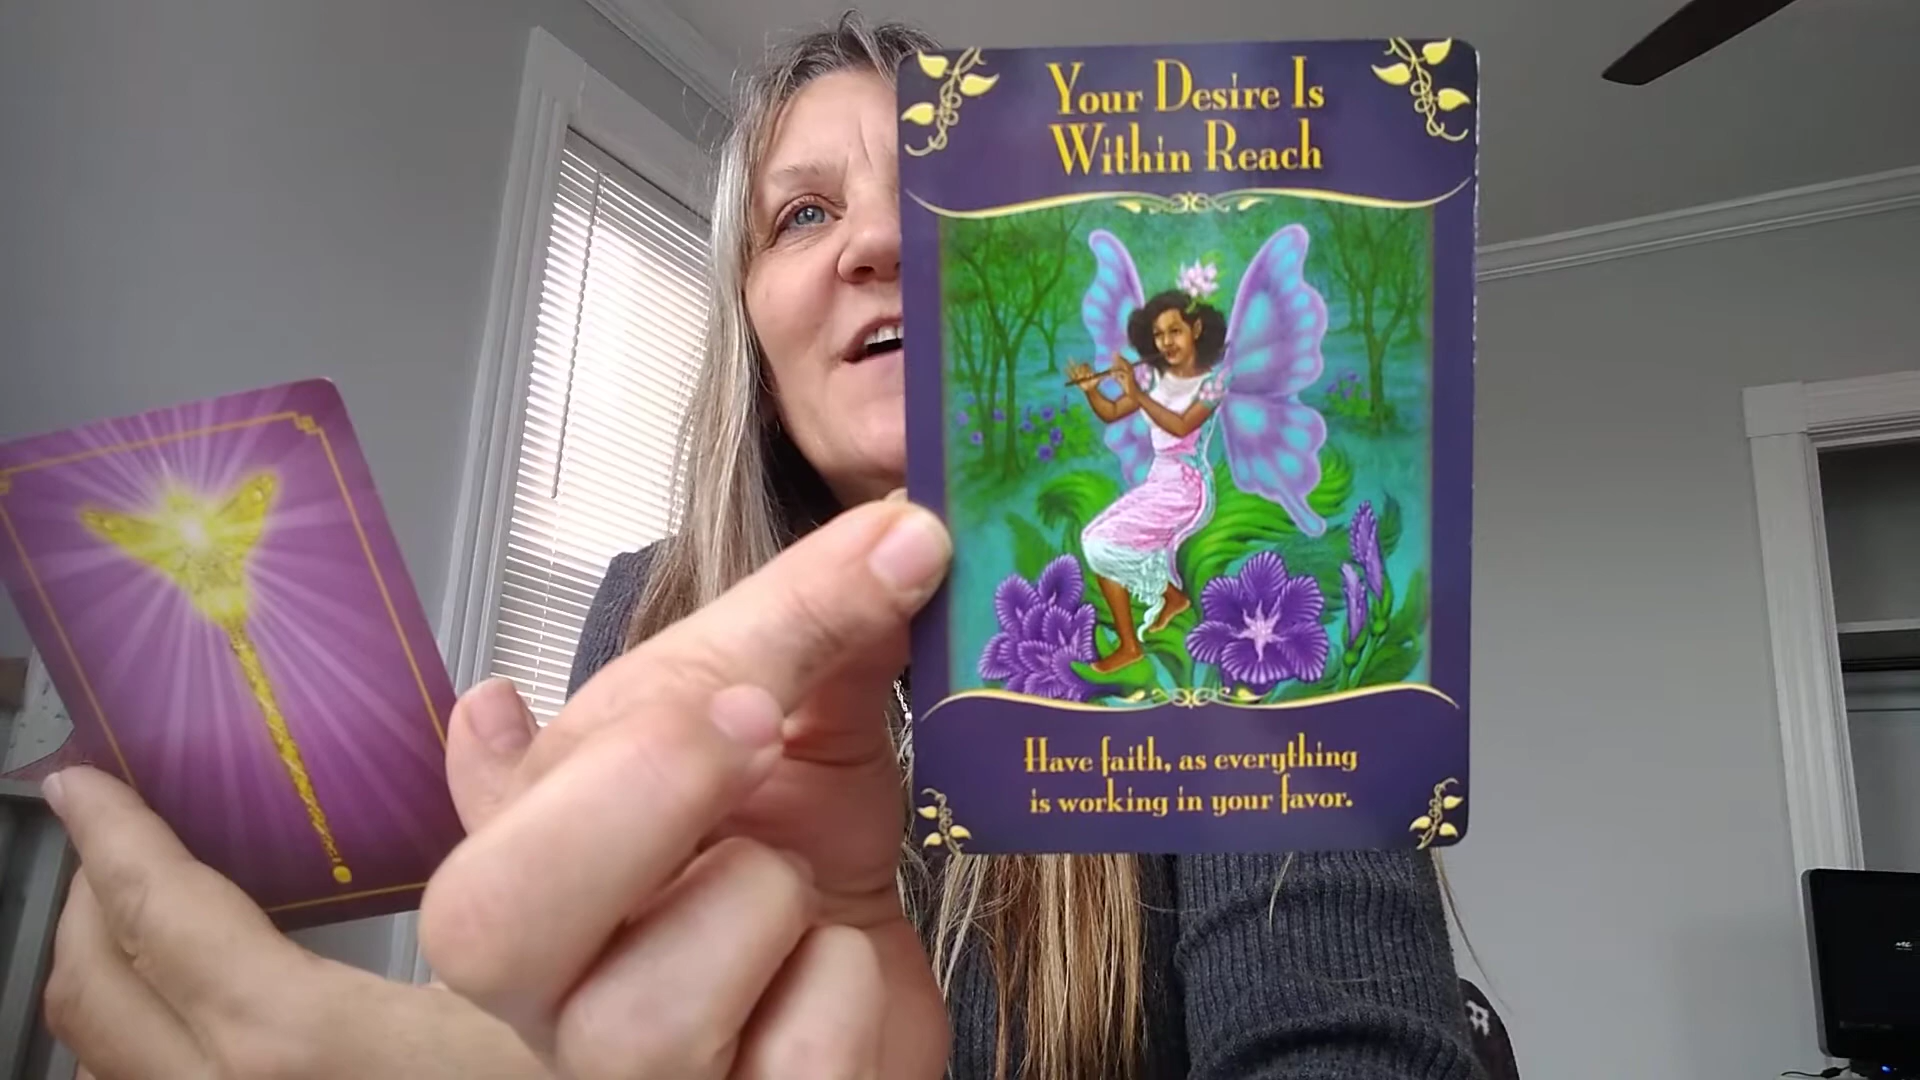 Your Desire Is
Within Reach
Have faith, as everything
is working in your favor.